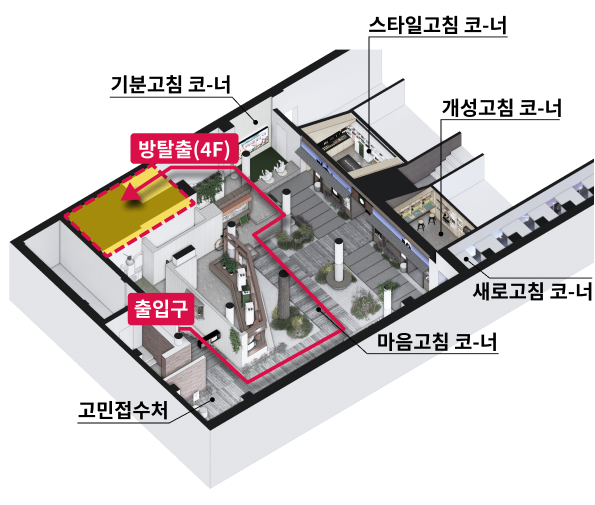 스타일고침 코-너
기분고침 코-너
개성고침 코-너
방탈출(4F)
새로고침 코-너
출입구
마음고침 코-너
고민접수처